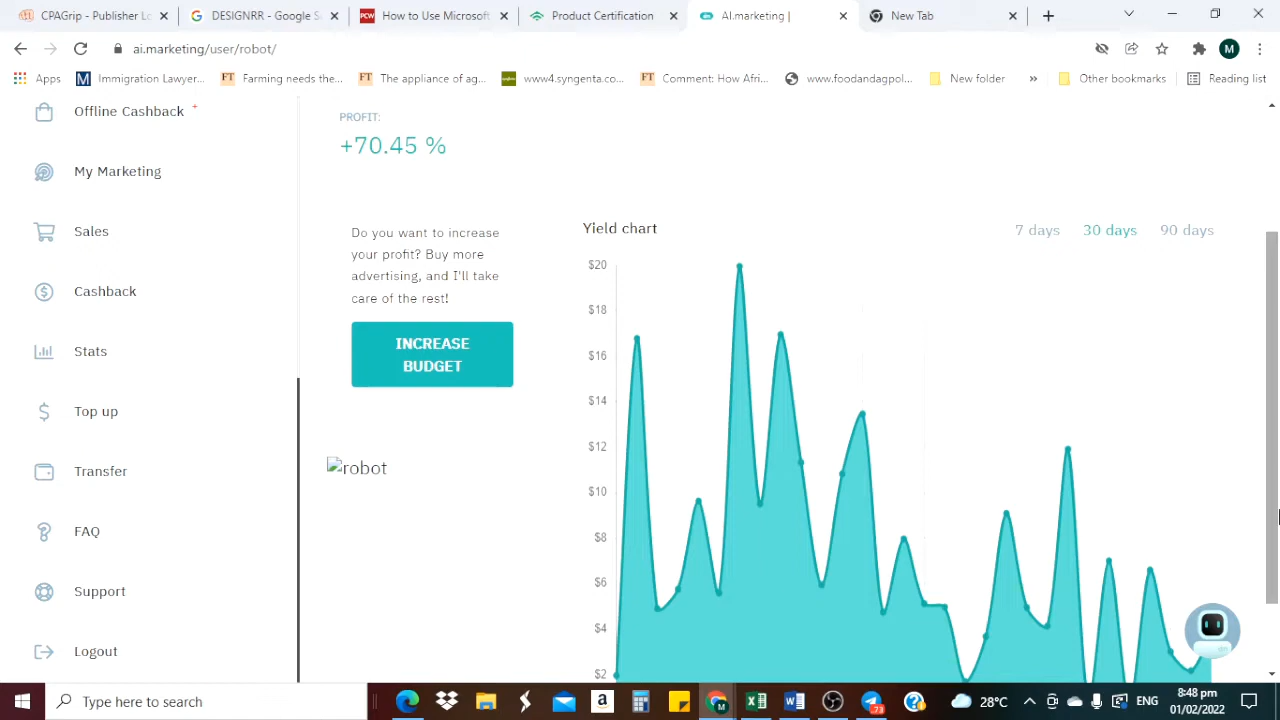 CPAGrip - Publisher Lo
DESIGNRR - Google S
How to Use Microsoft
Product Certification
AI.marketing |
New Tab
ai.marketing/user/robot/
M
Apps
Immigration Lawyer...
Farming needs the...
The appliance of ag...
www4.syngenta.co...
Comment: How Afri...
www.foodandagpol...
New folder
»
Other bookmarks
Reading list
Offline Cashback *
My Marketing
Sales
Cashback
Stats
Top up
Transfer
FAQ
Support
Logout
PROFIT:
+70.45 %
Do you want to increase
your profit? Buy more
advertising, and I'll take
care of the rest!
INCREASE
BUDGET
robot
Yield chart
7 days
30 days
90 days
$20
$18
$16
$14
$12
$10
$8
$6
$4
$2
Type here to search
28°C
ENG
8:48 pm
01/02/2022